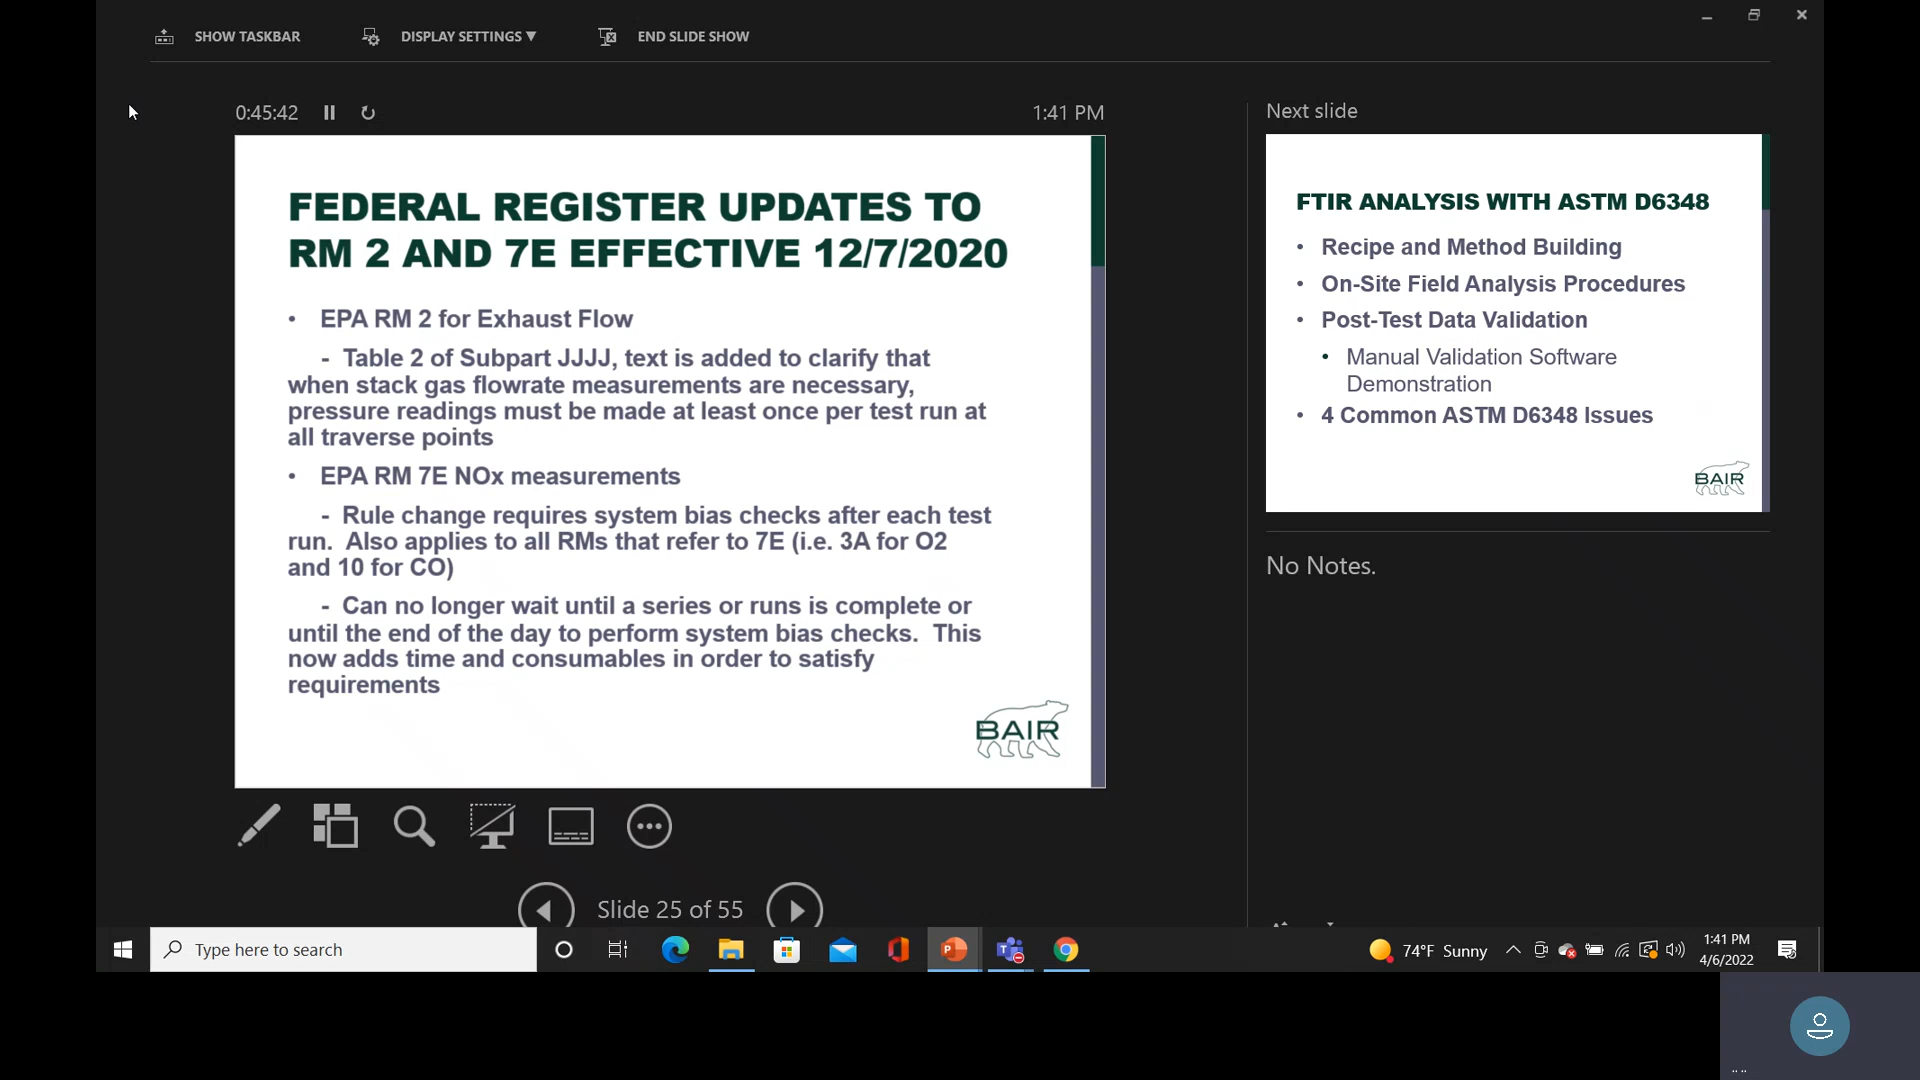 SHOW TASKBAR
DISPLAY SETTINGS ▼
END SLIDE SHOW
0:45:42
1:41 PM
FEDERAL REGISTER UPDATES TO
RM 2 AND 7E EFFECTIVE 12/7/2020
• EPA RM 2 for Exhaust Flow
- Table 2 of Subpart JJJJ, text is added to clarify that
when stack gas flowrate measurements are necessary,
pressure readings must be made at least once per test run at
all traverse points
• EPA RM 7E NOx measurements
- Rule change requires system bias checks after each test
run. Also applies to all RMs that refer to 7E (i.e. 3A for O2
and 10 for CO)
- Can no longer wait until a series or runs is complete or
until the end of the day to perform system bias checks. This
now adds time and consumables in order to satisfy
requirements
BAIR
Slide 25 of 55
Next slide
FTIR ANALYSIS WITH ASTM D6348
• Recipe and Method Building
• On-Site Field Analysis Procedures
• Post-Test Data Validation
• Manual Validation Software
Demonstration
• 4 Common ASTM D6348 Issues
BAIR
No Notes.
Type here to search
74°F Sunny
1:41 PM
4/6/2022